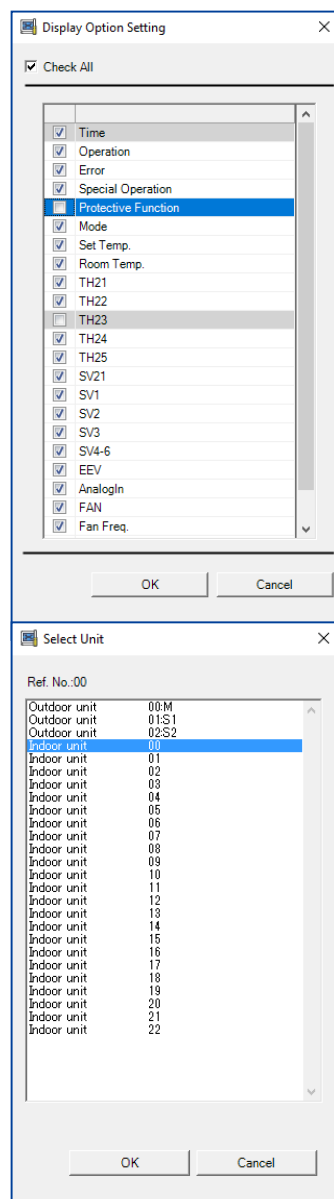 Display Option Setting
Check All
Time
Operation
Error
Special Operation
Protective Function
Mode
Set Temp.
Room Temp.
TH21
TH22
TH23
TH24
TH25
SV21
SV1
SV2
SV3
SV4-6
EEV
AnalogIn
FAN
Fan Freq.
OK Cancel
Select Unit
Ref. No.:00
Outdoor unit 00:M
Outdoor unit 01:S1
Outdoor unit 02:S2
Indoor unit 00
Indoor unit 01
Indoor unit 02
Indoor unit 03
Indoor unit 04
Indoor unit 05
Indoor unit 06
Indoor unit 07
Indoor unit 08
Indoor unit 09
Indoor unit 10
Indoor unit 11
Indoor unit 12
Indoor unit 13
Indoor unit 14
Indoor unit 15
Indoor unit 16
Indoor unit 17
Indoor unit 18
Indoor unit 19
Indoor unit 20
Indoor unit 21
Indoor unit 22
OK Cancel